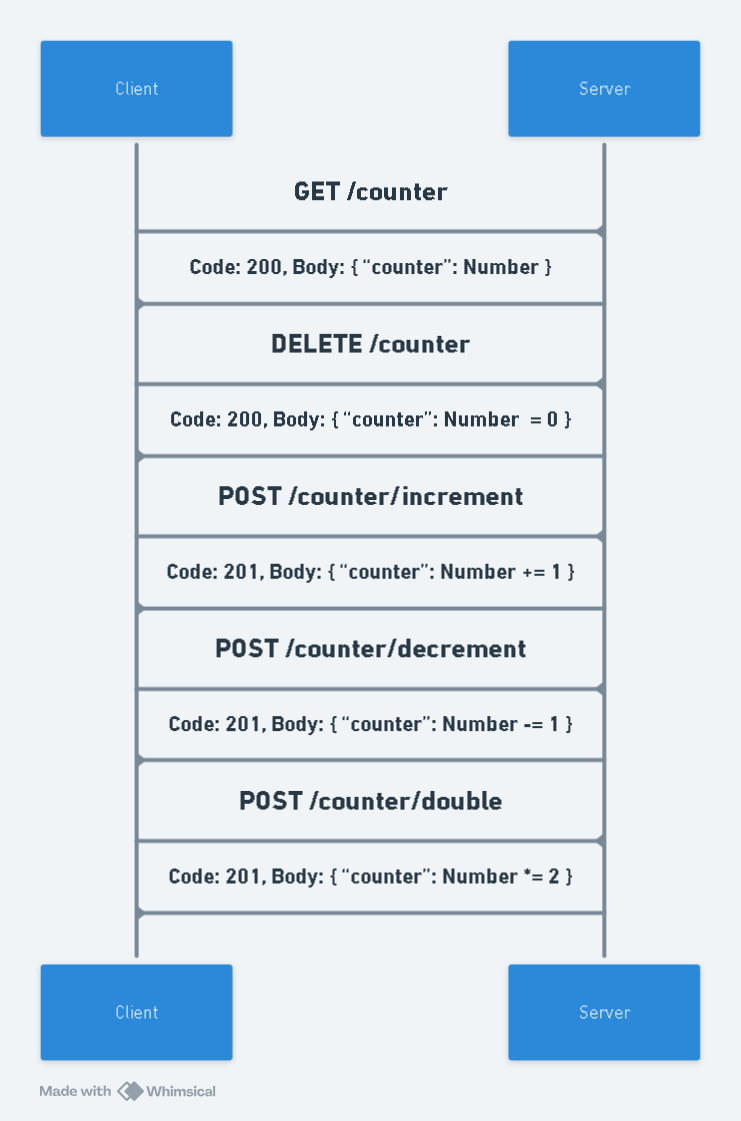 Client Server
GET /counter
Code: 200, Body: { “counter”: Number }
DELETE /counter
Code: 200, Body: { “counter”: Number  = 0 }
POST /counter/increment
Code: 201, Body: { “counter”: Number += 1 }
POST /counter/decrement
Code: 201, Body: { “counter”: Number -= 1 }
POST /counter/double
Code: 201, Body: { “counter”: Number *= 2 }
Client Server
Made with Whimsical